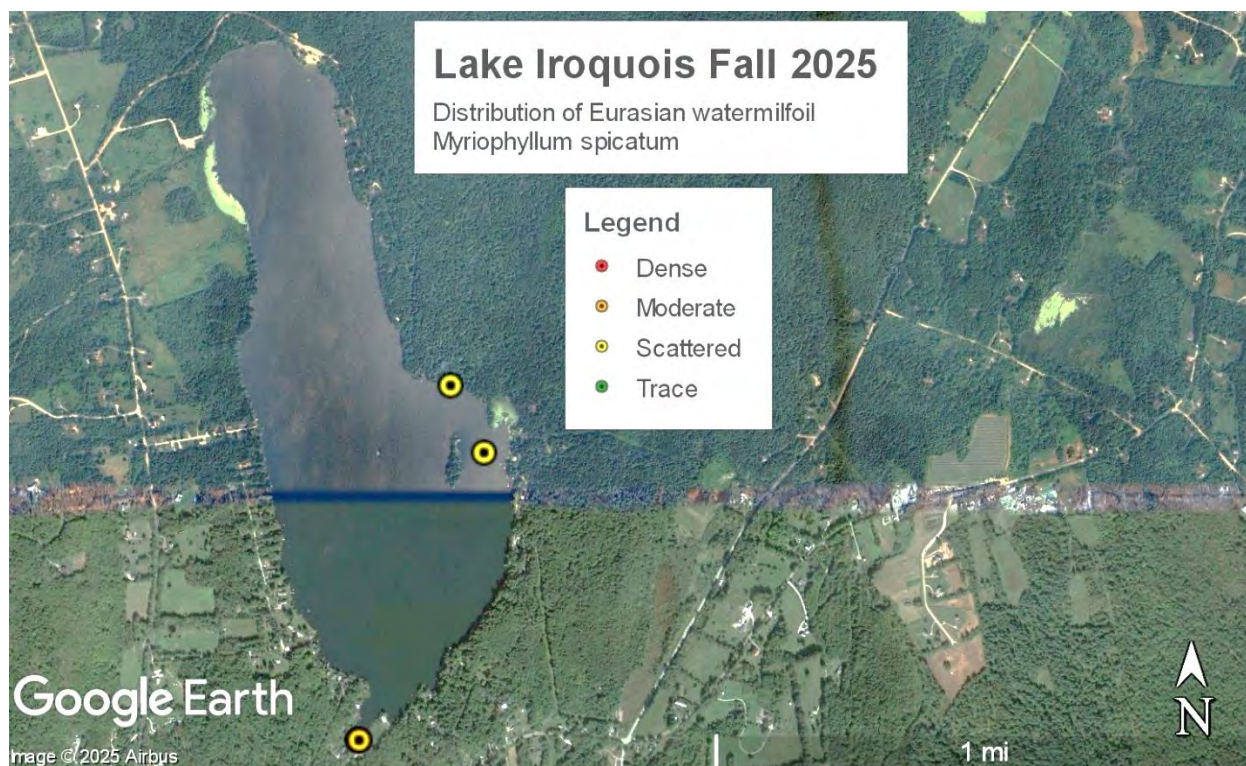 Lake Iroquois Fall 2025
Distribution of Eurasian watermilfoil
Myriophyllum spicatum
Legend
Dense
Moderate
Scattered
Trace
Google Earth
N
mage © 2025 Airbus
1 mi